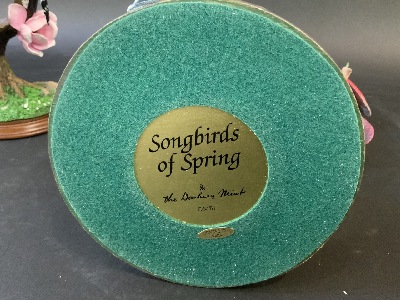 Songbirds
of Spring
by
the Danbury Mint